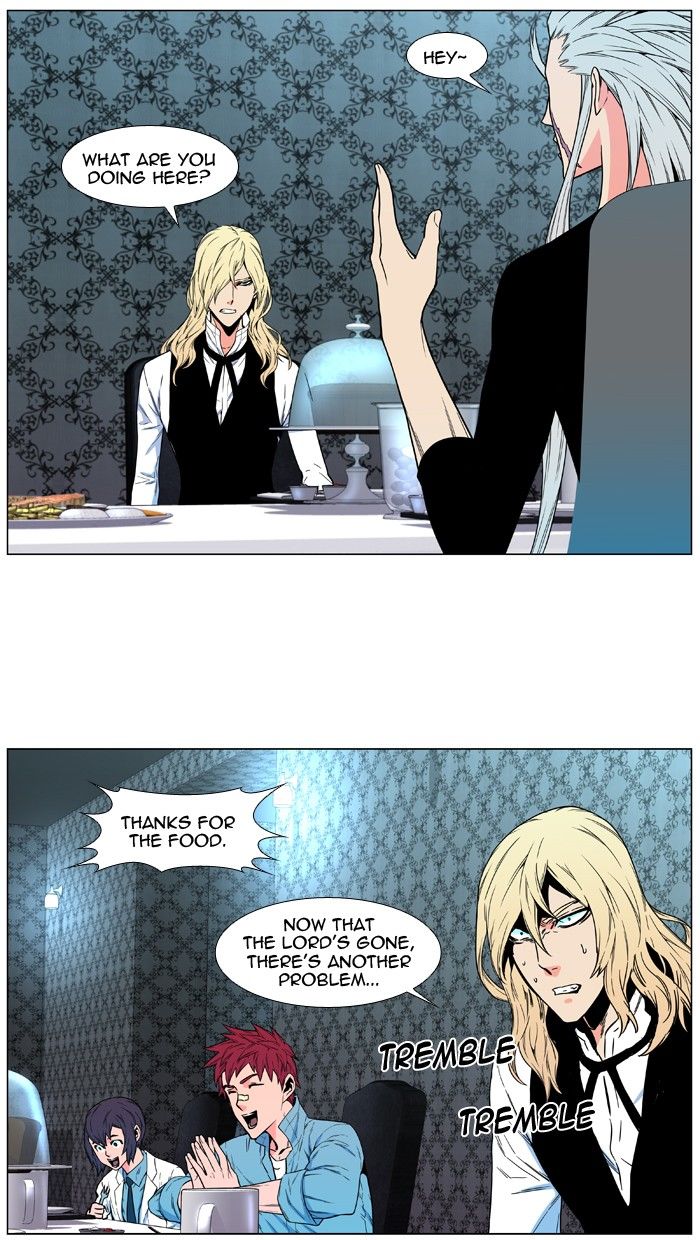 HEY~
WHAT ARE YOU
DOING HERE?
THANKS FOR
THE FOOD.
NOW THAT
THE LORD'S GONE,
THERE'S ANOTHER
PROBLEM...
TREMBLE
TREMBLE